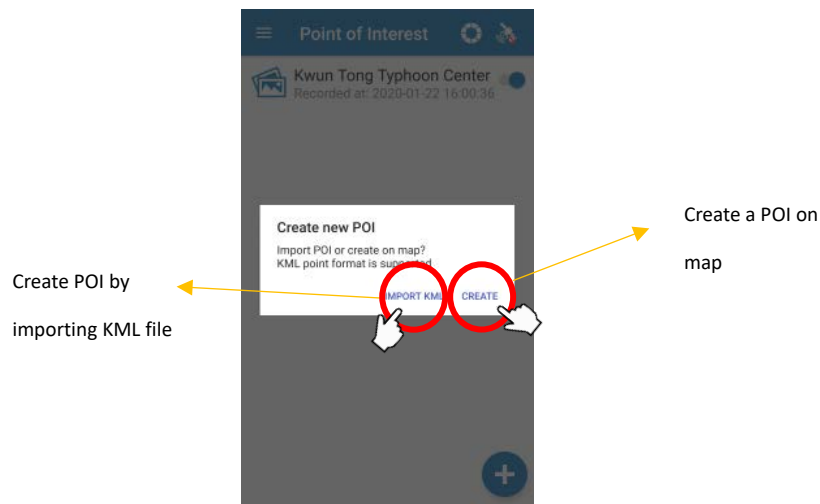 Point of Interest
Kwun Tong Typhoon Center
Recorded at: 2020-01-22 16:00:36
Create new POI
Import POI or create on map?
KML point format is supported
IMPORT KML CREATE
Create POI by
importing KML file
Create a POI on
map